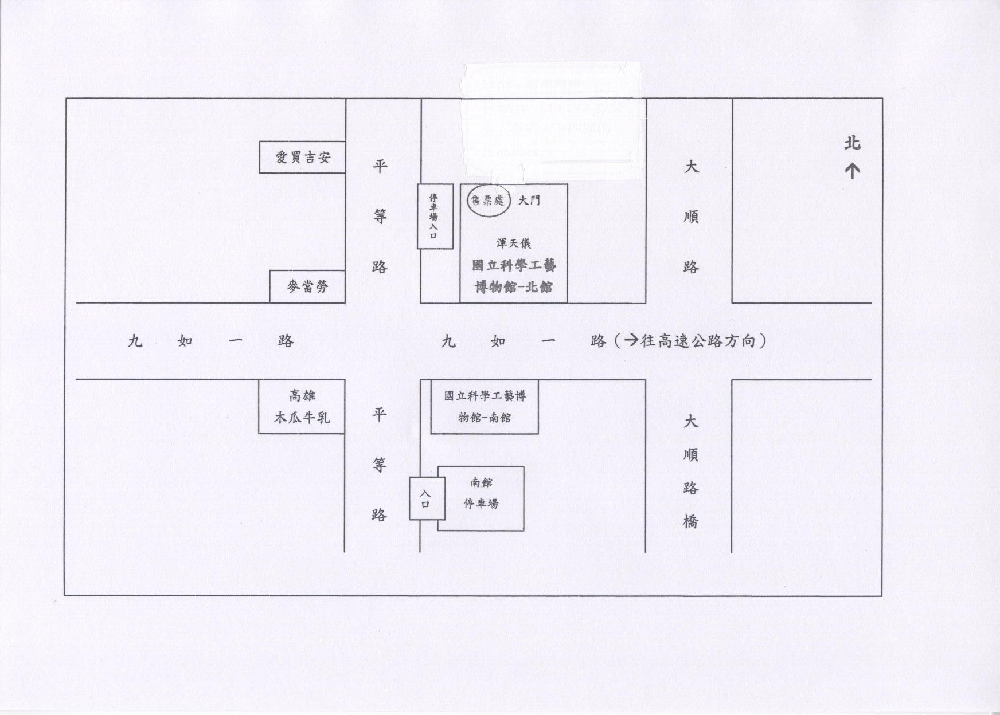 北
愛買吉安
平等路
停車場入口
售票處 大門
渾天儀
國立科學工藝
博物館-北館
大順路
麥當勞
九如一路
九如一路(→往高速公路方向)
高雄
木瓜牛乳
平等路
國立科學工藝博
物館-南館
南館
停車場
入口
大順路橋